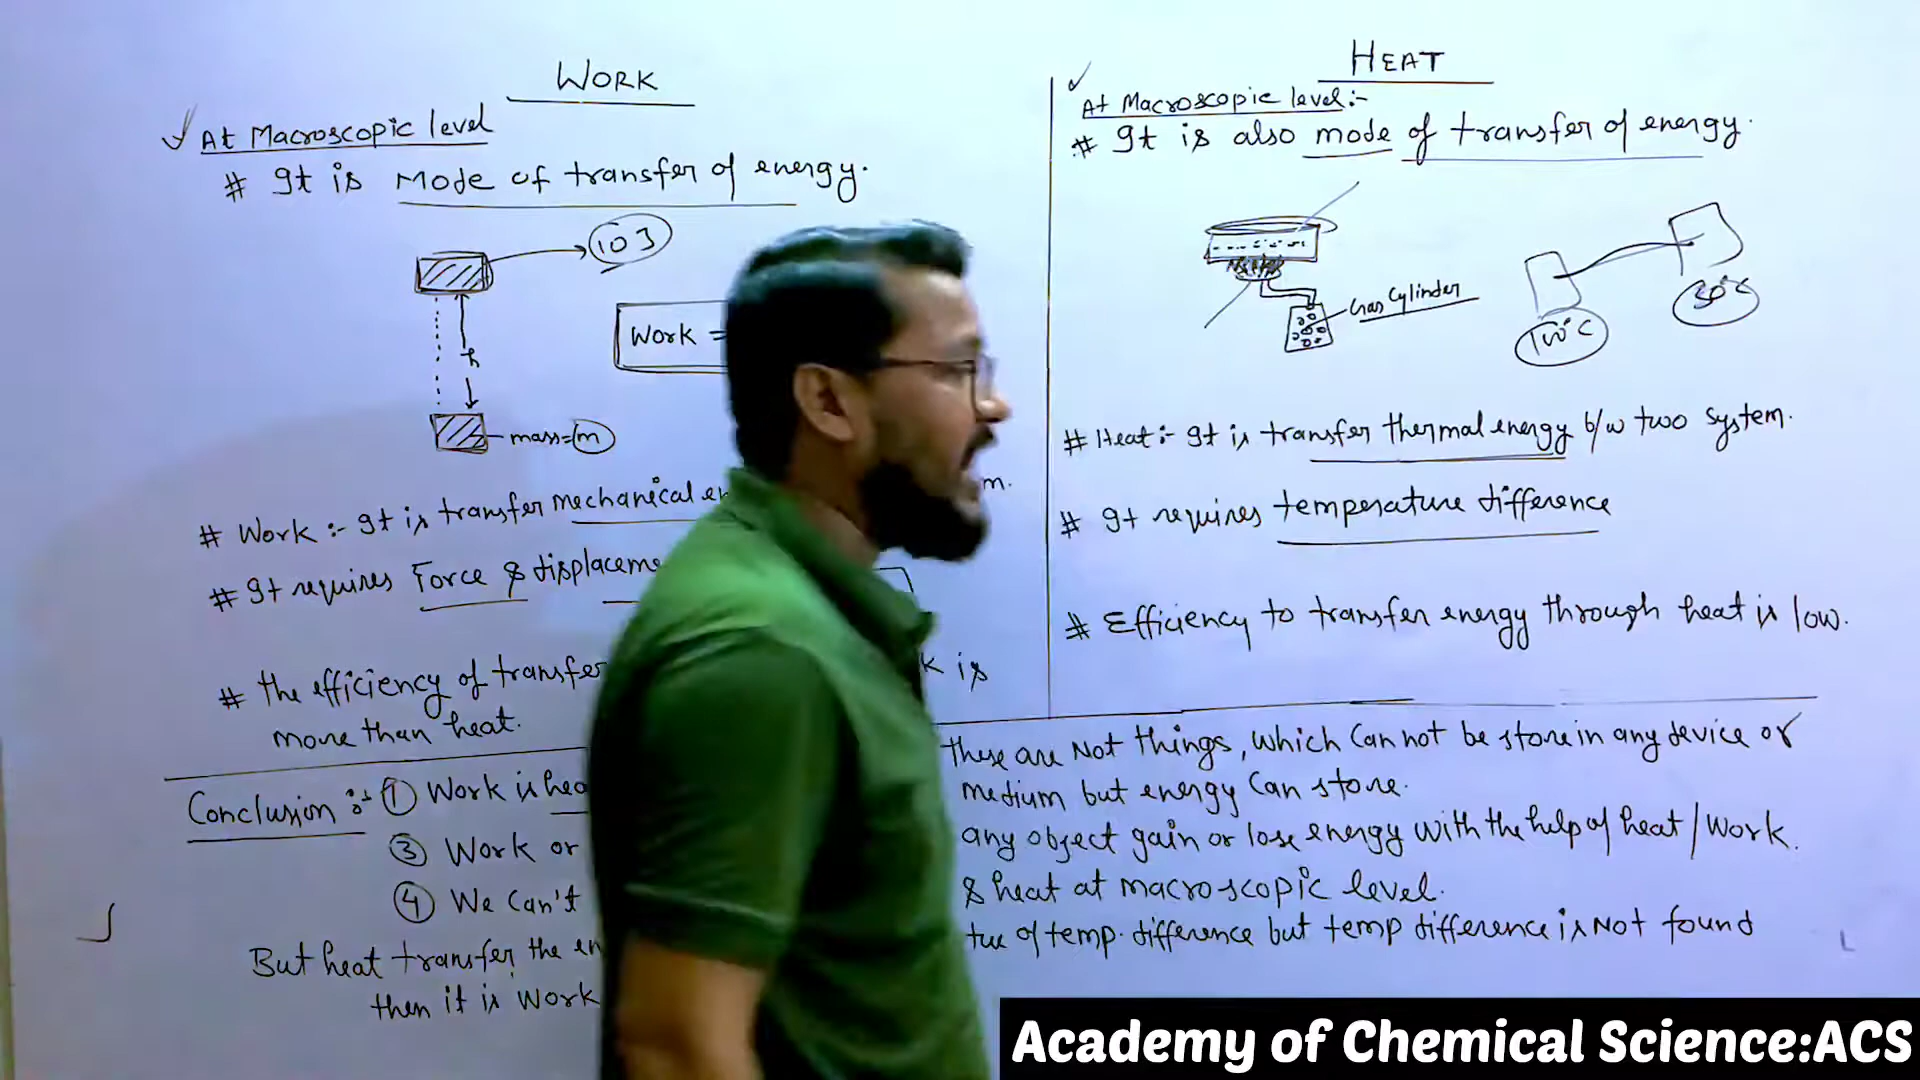 WORK
At Macroscopic level
# It is Mode of transfer of energy.
10 J
Work =
h
mass = m
# Work :- It is transfer mechanical en
m.
# It requires Force & displaceme
# the efficiency of transfer
k is
more than heat.
HEAT
At Macroscopic level :-
# It is also mode of transfer of energy.
Gas Cylinder
100°C
50°C
# Heat :- It is transfer thermal energy b/w two system.
# It requires temperature difference
# Efficiency to transfer energy through heat is low.
Conclusion :- ① Work is hea
These are Not things, which Can not be store in any device or
medium but energy Can store.
③ Work or
any object gain or lose energy with the help of heat / Work.
④ We Can't
& heat at macroscopic level.
But heat transfer the en
tue of temp. difference but temp difference is Not found
then it is Work
Academy of Chemical Science:ACS